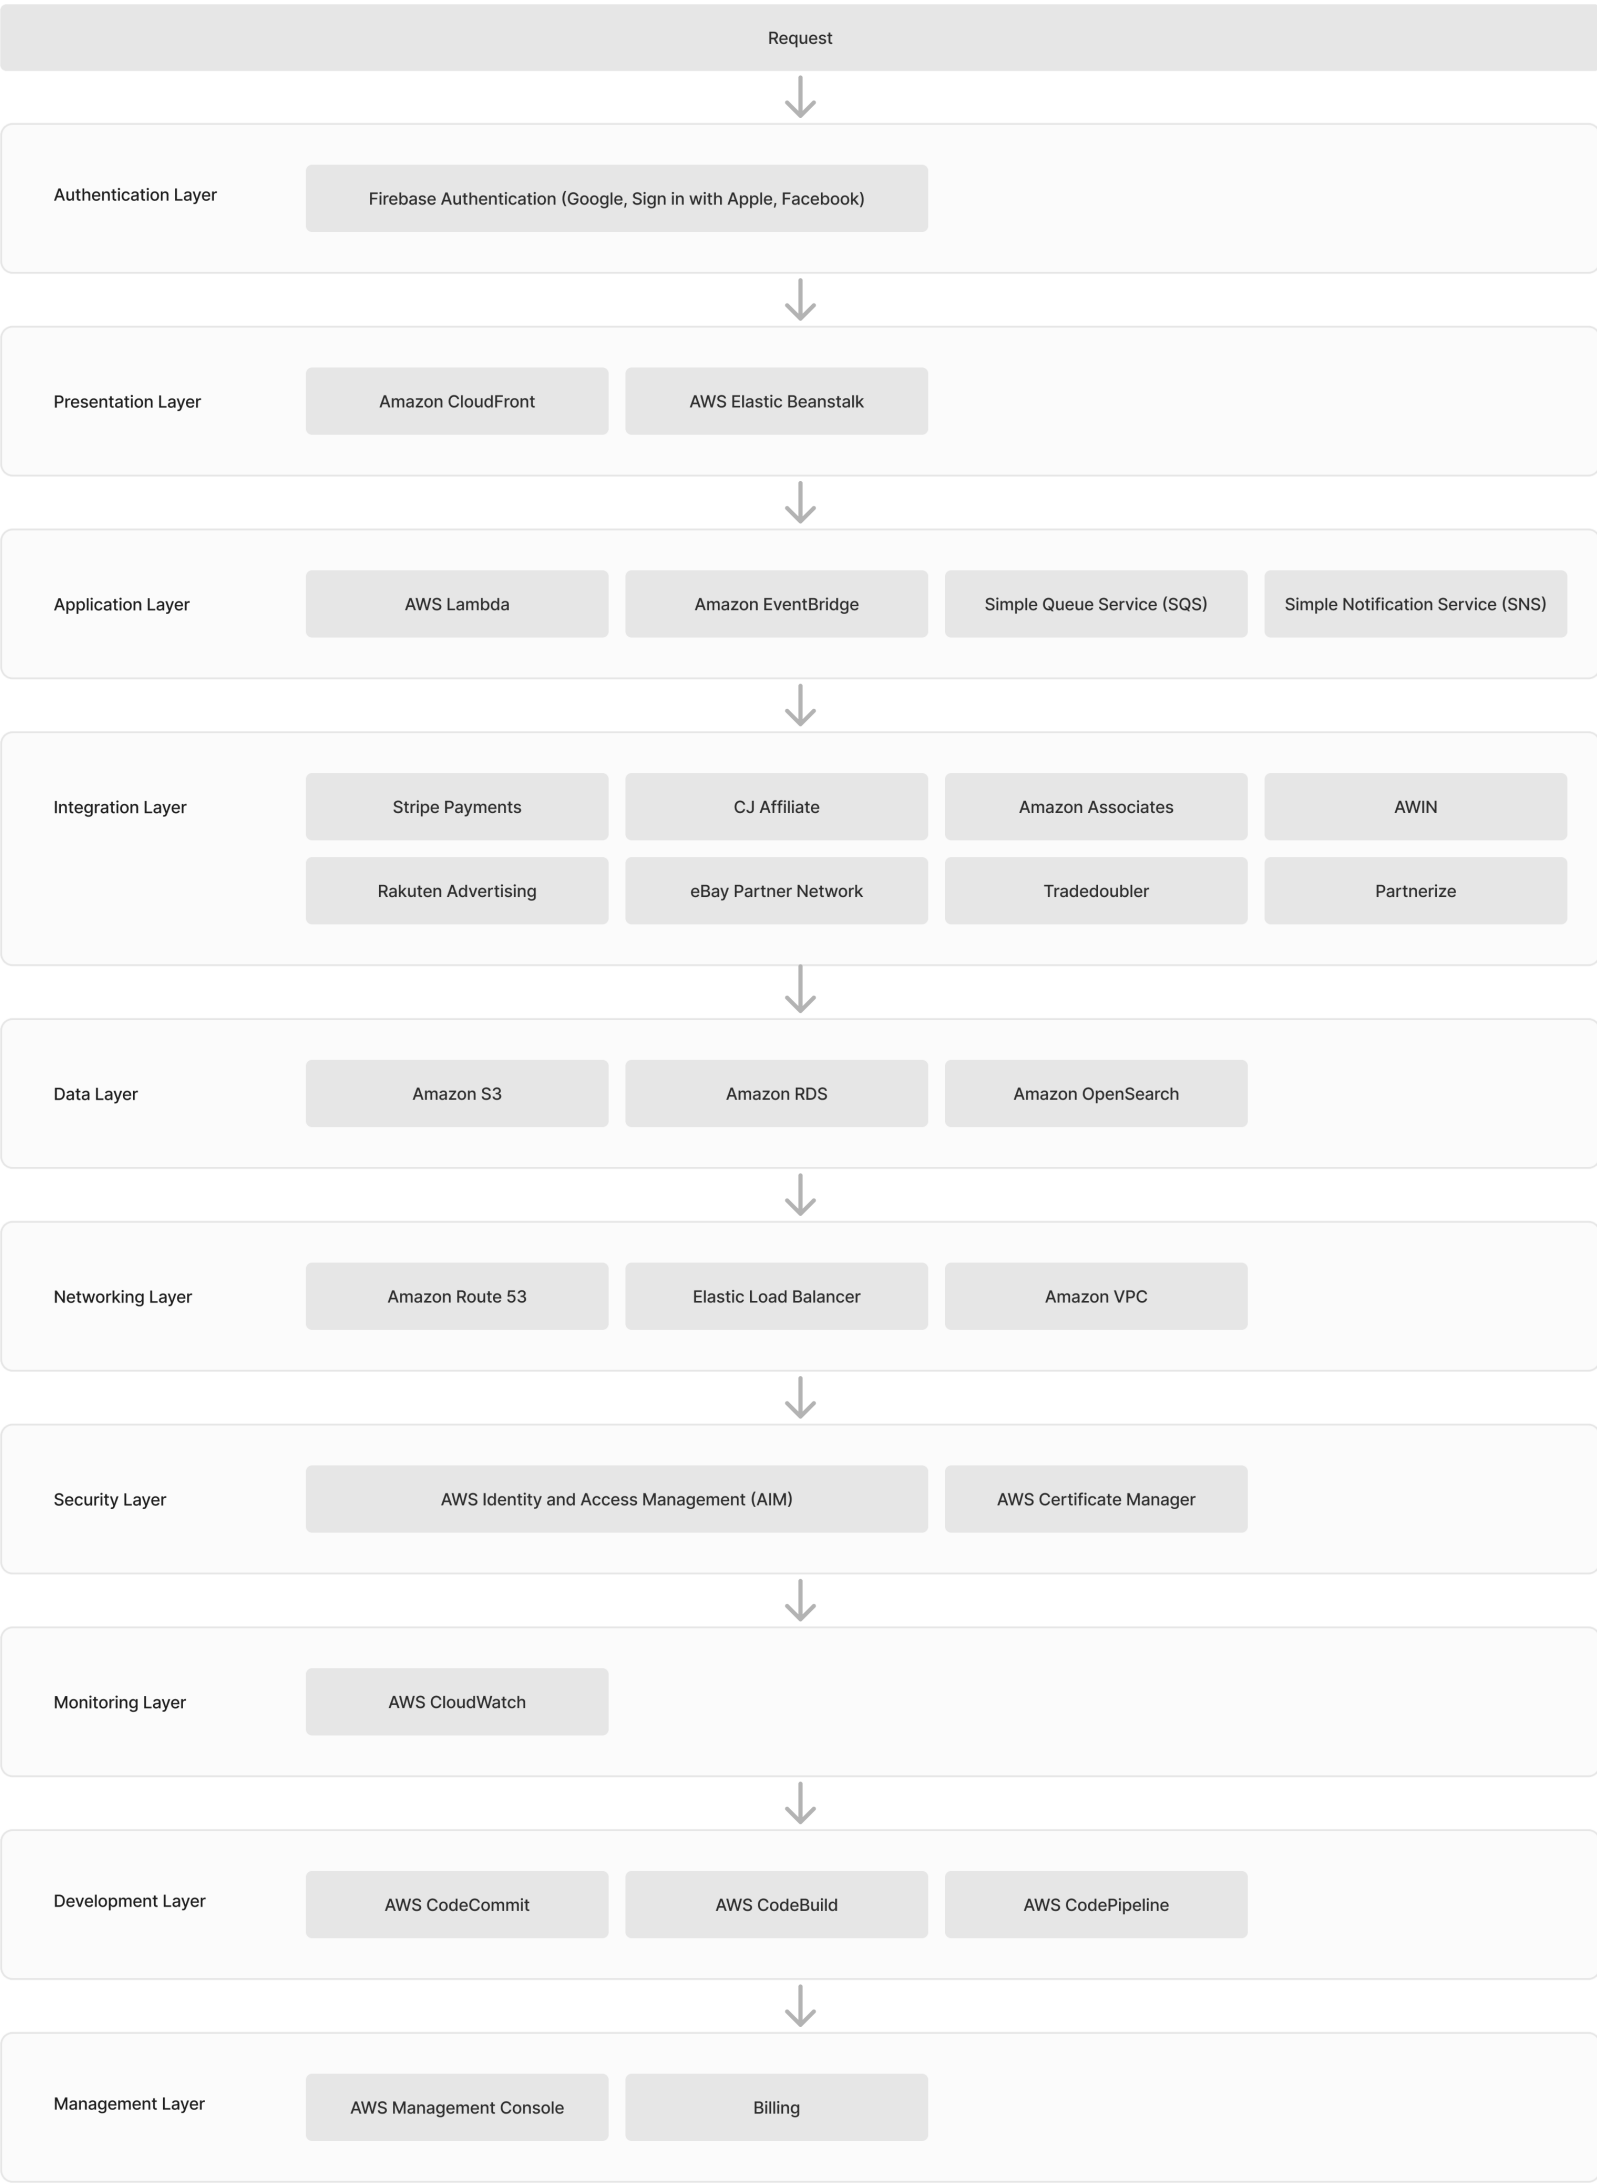 Request
Authentication Layer
Firebase Authentication (Google, Sign in with Apple, Facebook)
Presentation Layer
Amazon CloudFront
AWS Elastic Beanstalk
Application Layer
AWS Lambda
Amazon EventBridge
Simple Queue Service (SQS)
Simple Notification Service (SNS)
Integration Layer
Stripe Payments
CJ Affiliate
Amazon Associates
AWIN
Rakuten Advertising
eBay Partner Network
Tradedoubler
Partnerize
Data Layer
Amazon S3
Amazon RDS
Amazon OpenSearch
Networking Layer
Amazon Route 53
Elastic Load Balancer
Amazon VPC
Security Layer
AWS Identity and Access Management (AIM)
AWS Certificate Manager
Monitoring Layer
AWS CloudWatch
Development Layer
AWS CodeCommit
AWS CodeBuild
AWS CodePipeline
Management Layer
AWS Management Console
Billing